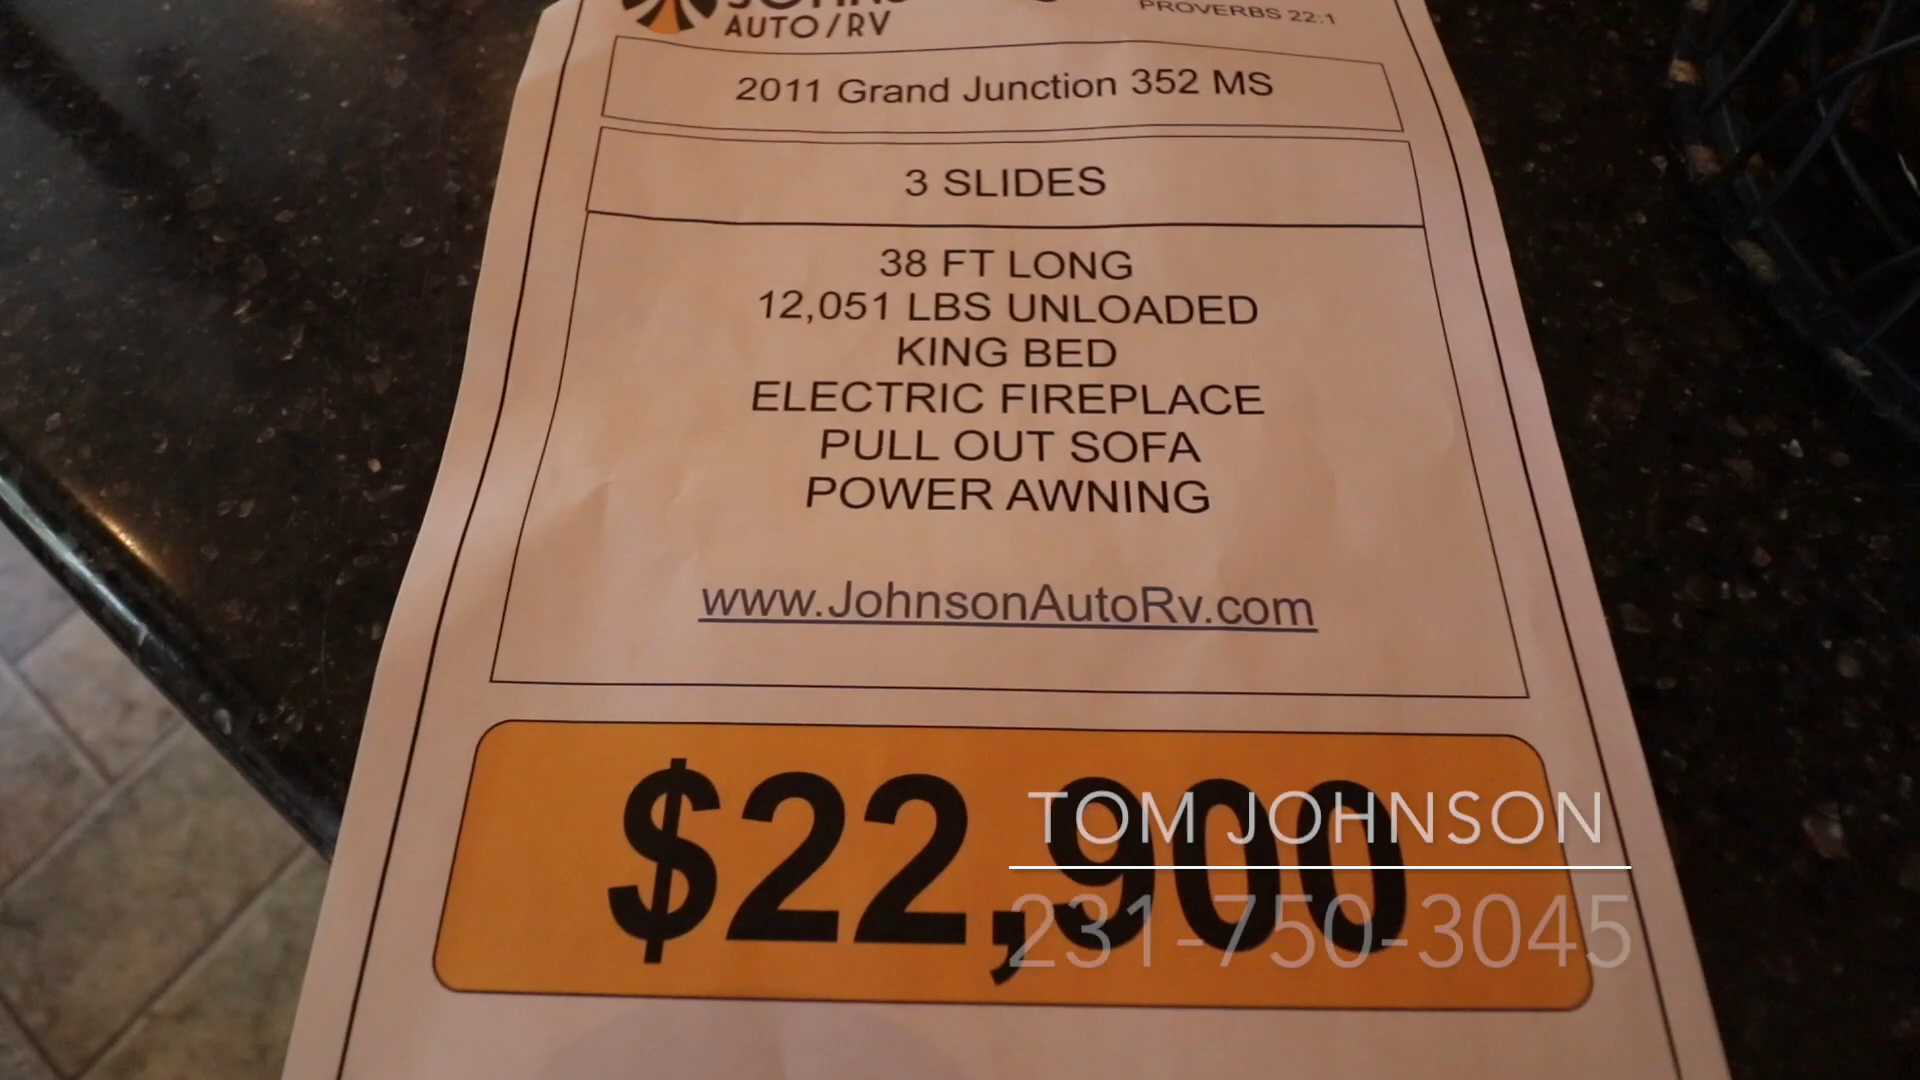 AUTO/RV
PROVERBS 22:1
2011 Grand Junction 352 MS
3 SLIDES
38 FT LONG
12,051 LBS UNLOADED
KING BED
ELECTRIC FIREPLACE
PULL OUT SOFA
POWER AWNING
www.JohnsonAutoRv.com
$22,900
TOM JOHNSON
231-750-3045